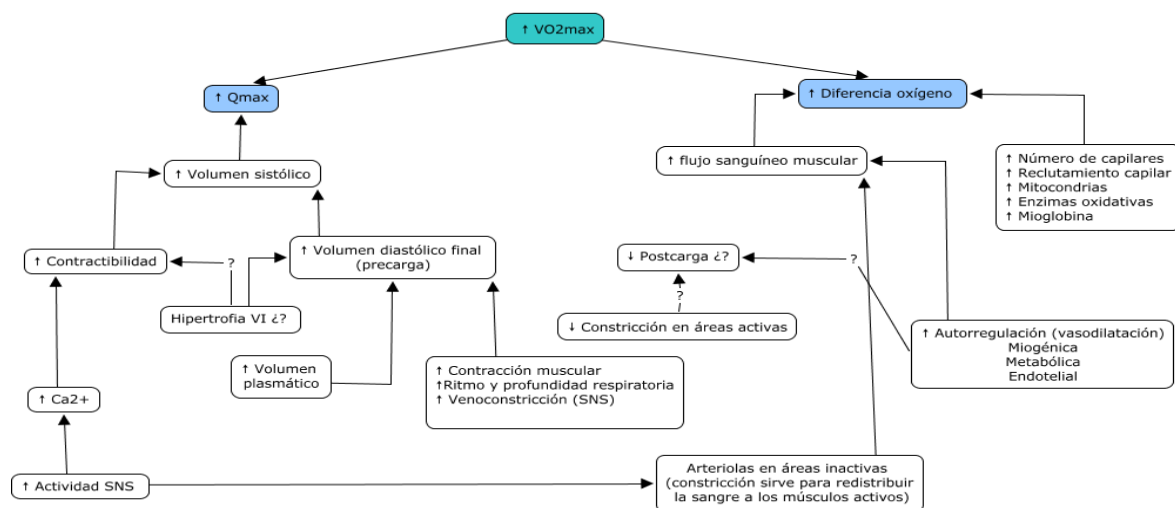 ↑ VO2max
↑ Qmax
↑ Diferencia oxígeno
↑ Volumen sistólico
↑ flujo sanguíneo muscular
↑ Número de capilares
↑ Reclutamiento capilar
↑ Mitocondrias
↑ Enzimas oxidativas
↑ Mioglobina
↑ Contractibilidad
?
↑ Volumen diastólico final
(precarga)
↓ Postcarga ¿?
?
?
Hipertrofia VI ¿?
↓ Constricción en áreas activas
↑ Autorregulación (vasodilatación)
Miogénica
Metabólica
Endotelial
↑ Volumen
plasmático
↑ Contracción muscular
↑Ritmo y profundidad respiratoria
↑ Venoconstricción (SNS)
↑ Ca2+
↑ Actividad SNS
Arteriolas en áreas inactivas
(constricción sirve para redistribuir
la sangre a los músculos activos)